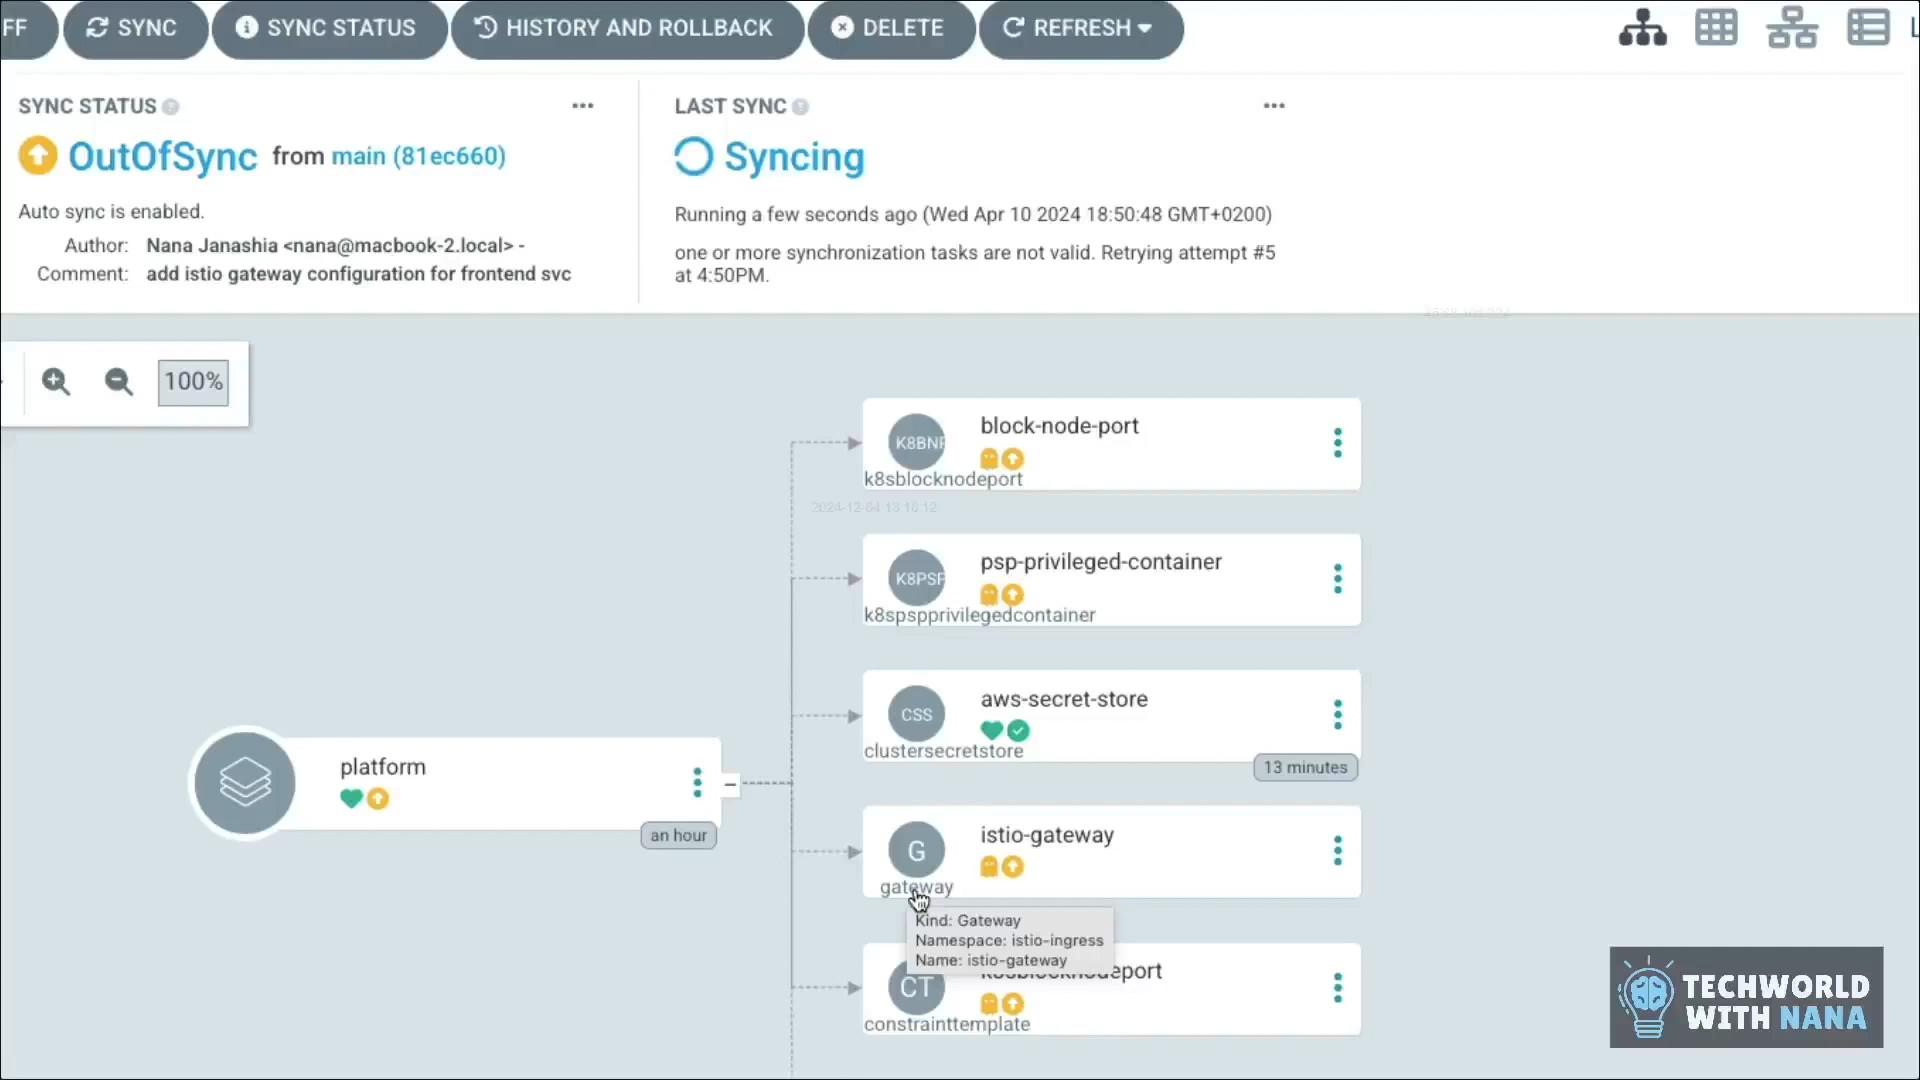 FF
SYNC
SYNC STATUS
HISTORY AND ROLLBACK
DELETE
REFRESH
SYNC STATUS
OutOfSync from main (81ec660)
Auto sync is enabled.
Author: Nana Janashia <nana@macbook-2.local> -
Comment: add istio gateway configuration for frontend svc
LAST SYNC
Syncing
Running a few seconds ago (Wed Apr 10 2024 18:50:48 GMT+0200)
one or more synchronization tasks are not valid. Retrying attempt #5
at 4:50PM.
100%
K8BNP
block-node-port
k8sblocknodeport
K8PSP
psp-privileged-container
k8spspprivilegedcontainer
CSS
aws-secret-store
clustersecretstore
13 minutes
platform
an hour
G
istio-gateway
gateway
Kind: Gateway
Namespace: istio-ingress
Name: istio-gateway
k8sblocknodeport
CT
constrainttemplate
TECHWORLD
WITH NANA